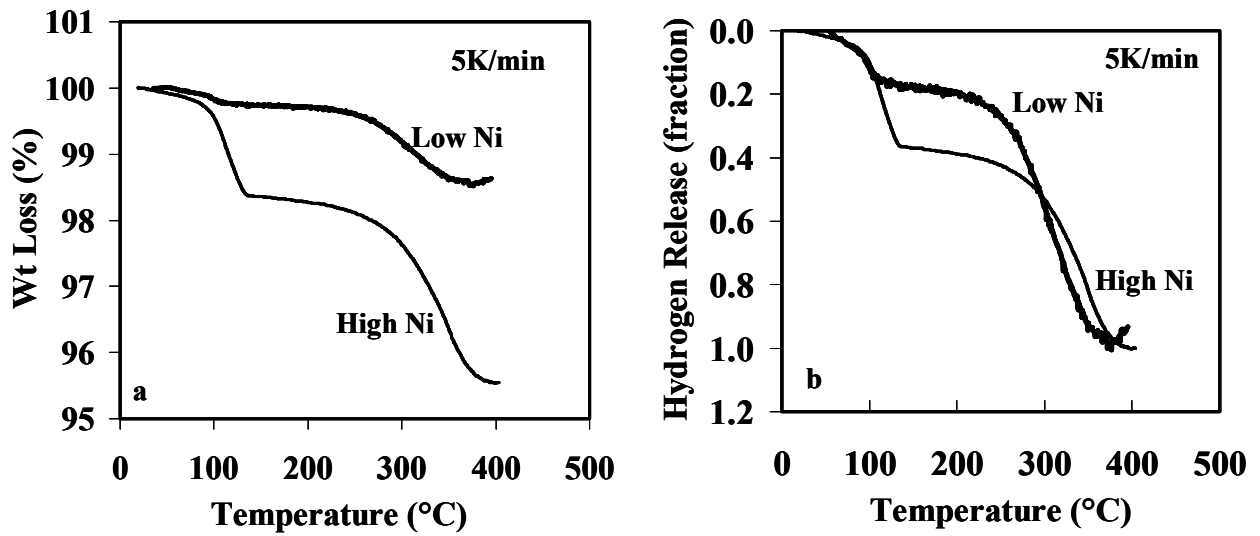 101
100
99
98
97
96
95
Wt Loss (%)
5K/min
Low Ni
High Ni
a
0 100 200 300 400 500
Temperature (°C)
0.0
0.2
0.4
0.6
0.8
1.0
1.2
Hydrogen Release (fraction)
5K/min
Low Ni
High Ni
b
0 100 200 300 400 500
Temperature (°C)